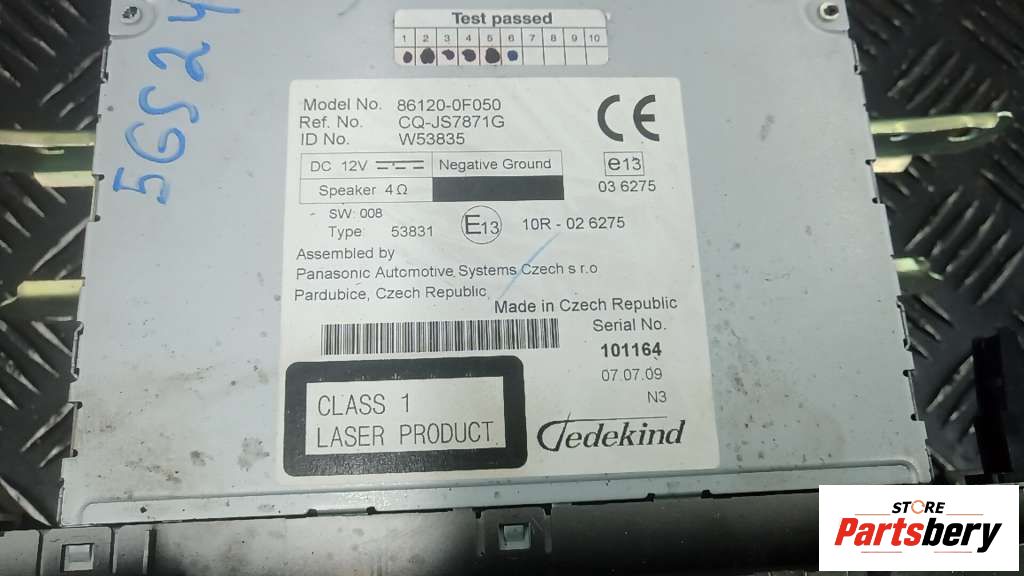 5GS24
Test passed
1 2 3 4 5 6 7 8 9 10
Model No. 86120-0F050
Ref. No. CQ-JS7871G
ID No. W53835
CE
DC 12V Negative Ground
Speaker 4Ω
e13
03 6275
SW: 008
Type: 53831
E13 10R - 02 6275
Assembled by
Panasonic Automotive Systems Czech s r.o
Pardubice, Czech Republic
Made in Czech Republic
Serial No.
101164
07.07.09
N3
CLASS 1
LASER PRODUCT
Tedekind
STORE
Partsbery